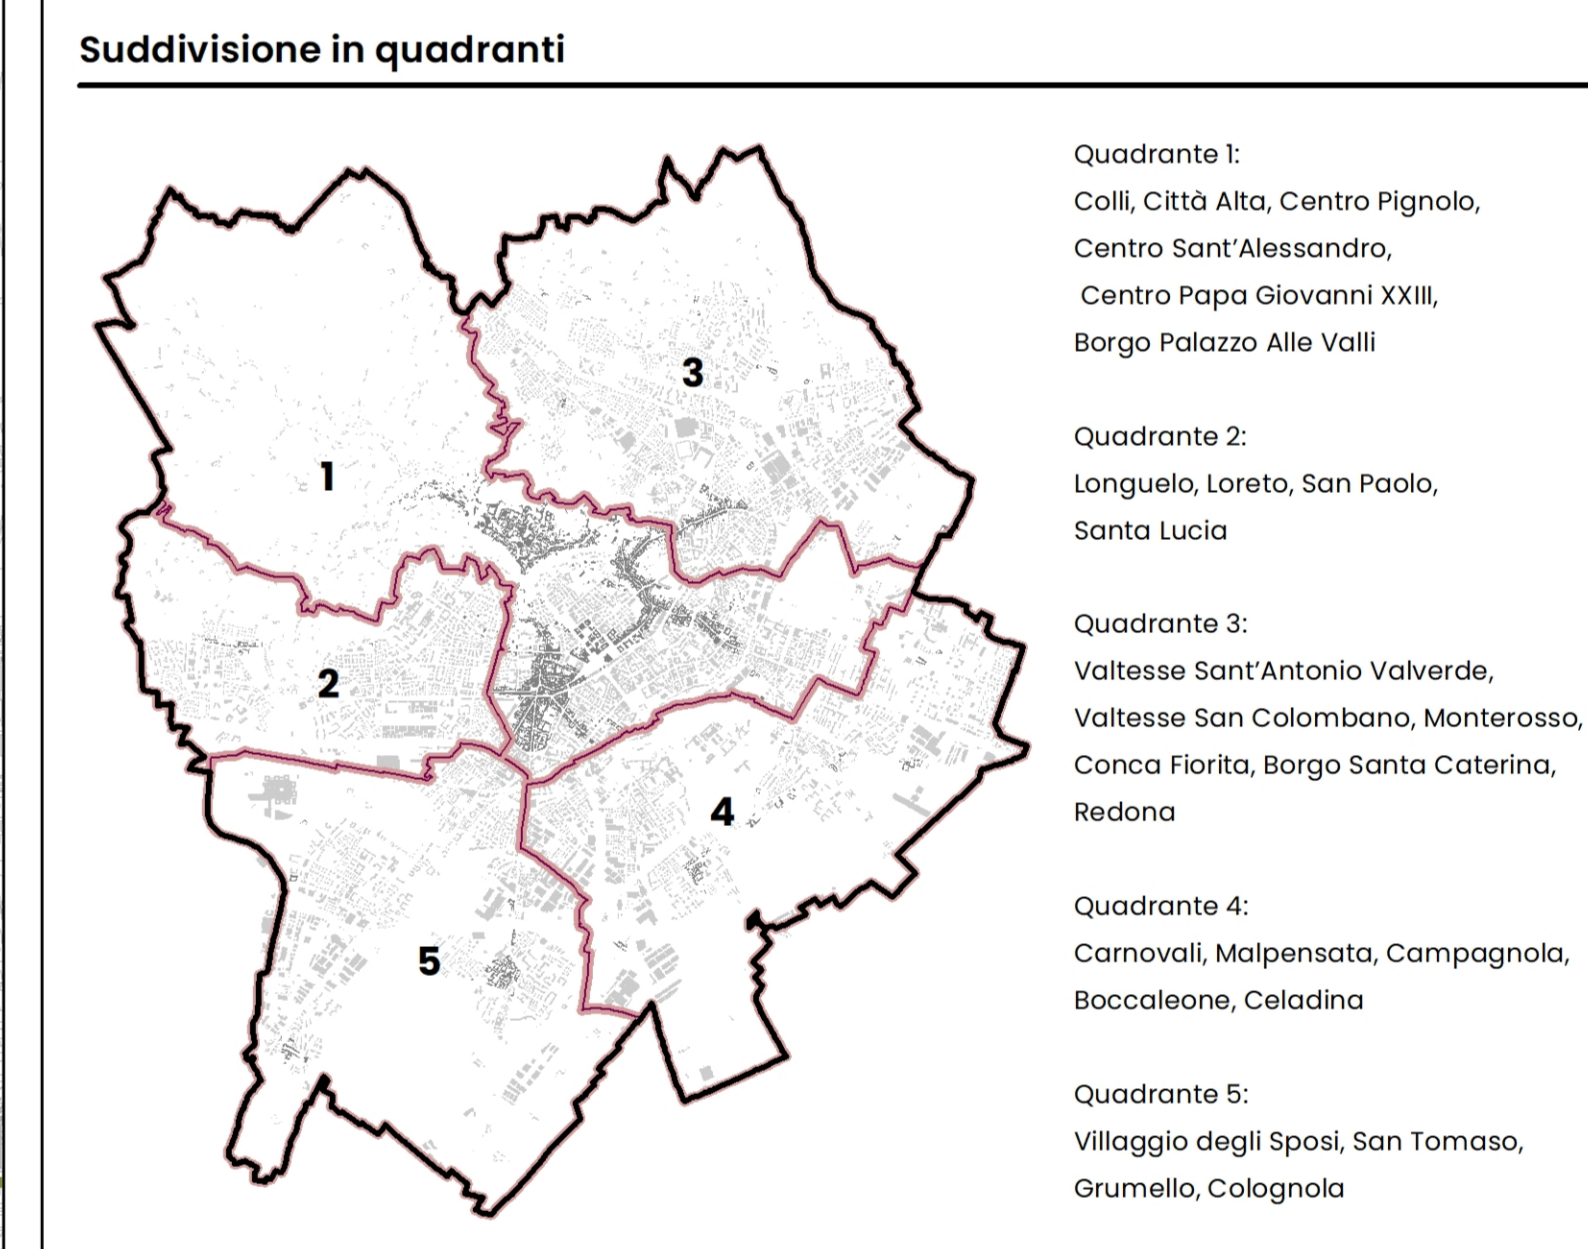 Suddivisione in quadranti
1
2
3
4
5
Quadrante 1:
Colli, Città Alta, Centro Pignolo,
Centro Sant’Alessandro,
Centro Papa Giovanni XXIII,
Borgo Palazzo Alle Valli
Quadrante 2:
Longuelo, Loreto, San Paolo,
Santa Lucia
Quadrante 3:
Valtesse Sant’Antonio Valverde,
Valtesse San Colombano, Monterosso,
Conca Fiorita, Borgo Santa Caterina,
Redona
Quadrante 4:
Carnovali, Malpensata, Campagnola,
Boccaleone, Celadina
Quadrante 5:
Villaggio degli Sposi, San Tomaso,
Grumello, Colognola